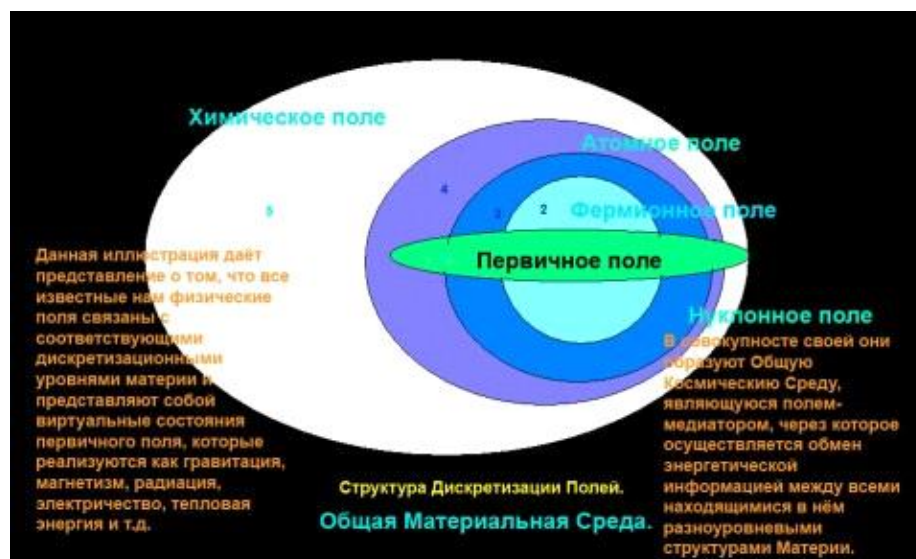 Химическое поле
Атомное поле
4
3 2 Фермионное поле
5
Первичное поле
Данная иллюстрация даёт
представление о том, что все
известные нам физические
поля связаны с
соответствующими
дискретизационными
уровнями материи и
представляют собой
виртуальные состояния
первичного поля, которые
реализуются как гравитация,
магнетизм, радиация,
электричество, тепловая
энергия и т.д.
Нуклонное поле
В совокупносте своей они
образуют Общую
Космическию Среду,
являющуюся полем-
медиатором, через которое
осуществляется обмен
энергетической
информацией между всеми
находящимися в нём
разноуровневыми
структурами Материи.
Структура Дискретизации Полей.
Общая Материальная Среда.